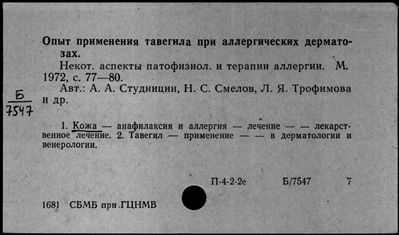 Опыт применения тавегила при аллергических дермато-
зах.
Некот. аспекты патофизиол. и терапии аллергии. М.
1972, с. 77—80.
Авт.: А. А. Студницин, Н. С. Смелов, Л. Я. Трофимова
и др.
Б
7547
1. Кожа — анафилаксия и аллергия — лечение — — лекарст-
венное лечение. 2. Тавегил — применение — — в дерматологии и
венерологии.
П-4-2-2е Б/7547 7
1681 СБМБ при ГЦНМБ